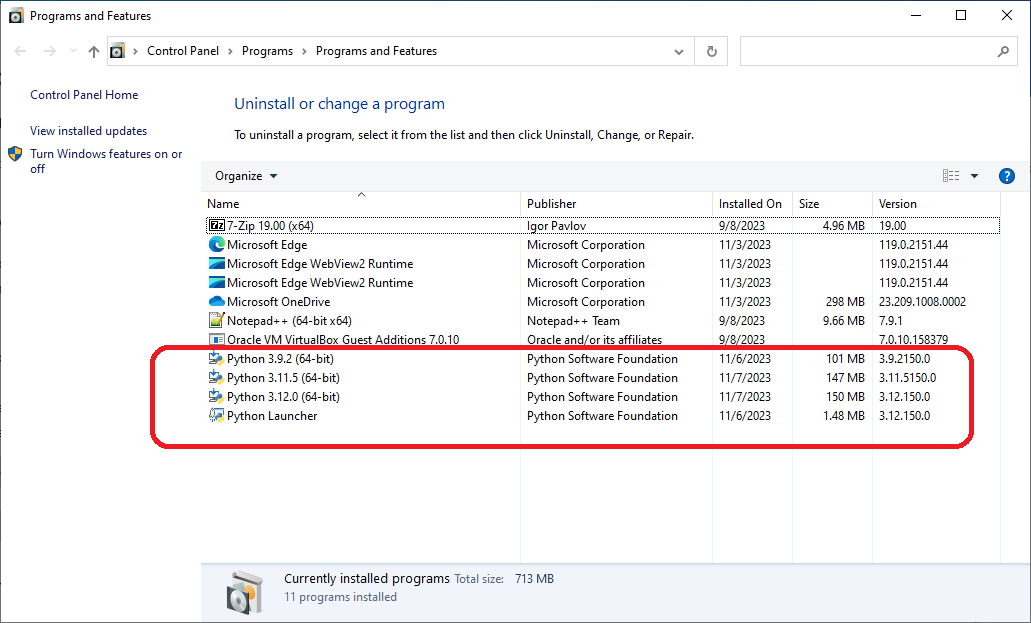 Programs and Features
Control Panel > Programs > Programs and Features
Control Panel Home
View installed updates
Turn Windows features on or
off
Uninstall or change a program
To uninstall a program, select it from the list and then click Uninstall, Change, or Repair.
Organize
Name Publisher Installed On Size Version
7-Zip 19.00 (x64) Igor Pavlov 9/8/2023 4.96 MB 19.00
Microsoft Edge Microsoft Corporation 11/3/2023 119.0.2151.44
Microsoft Edge WebView2 Runtime Microsoft Corporation 11/3/2023 119.0.2151.44
Microsoft Edge WebView2 Runtime Microsoft Corporation 11/3/2023 119.0.2151.44
Microsoft OneDrive Microsoft Corporation 11/3/2023 298 MB 23.209.1008.0002
Notepad++ (64-bit x64) Notepad++ Team 9/8/2023 9.66 MB 7.9.1
Oracle VM VirtualBox Guest Additions 7.0.10 Oracle and/or its affiliates 9/8/2023 7.0.10.158379
Python 3.9.2 (64-bit) Python Software Foundation 11/6/2023 101 MB 3.9.2150.0
Python 3.11.5 (64-bit) Python Software Foundation 11/7/2023 147 MB 3.11.5150.0
Python 3.12.0 (64-bit) Python Software Foundation 11/7/2023 150 MB 3.12.150.0
Python Launcher Python Software Foundation 11/6/2023 1.48 MB 3.12.150.0
Currently installed programs Total size: 713 MB
11 programs installed